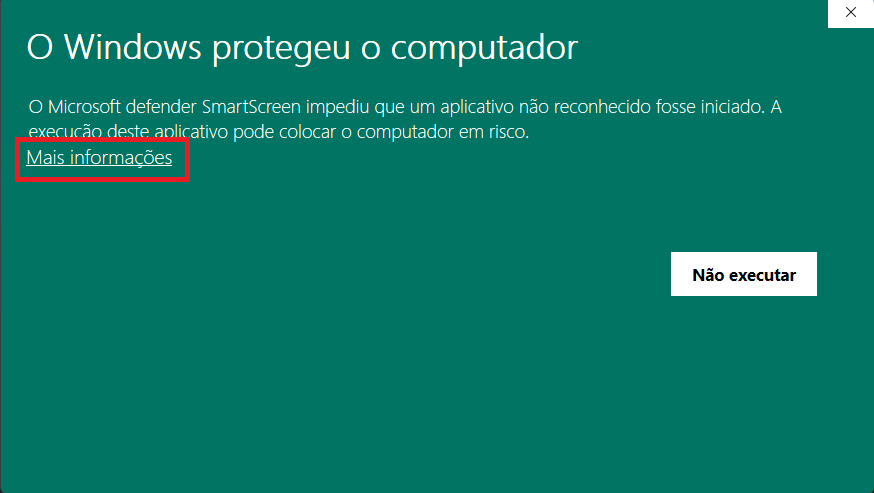 O Windows protegeu o computador
O Microsoft defender SmartScreen impediu que um aplicativo não reconhecido fosse iniciado. A
execução deste aplicativo pode colocar o computador em risco.
Mais informações
Não executar